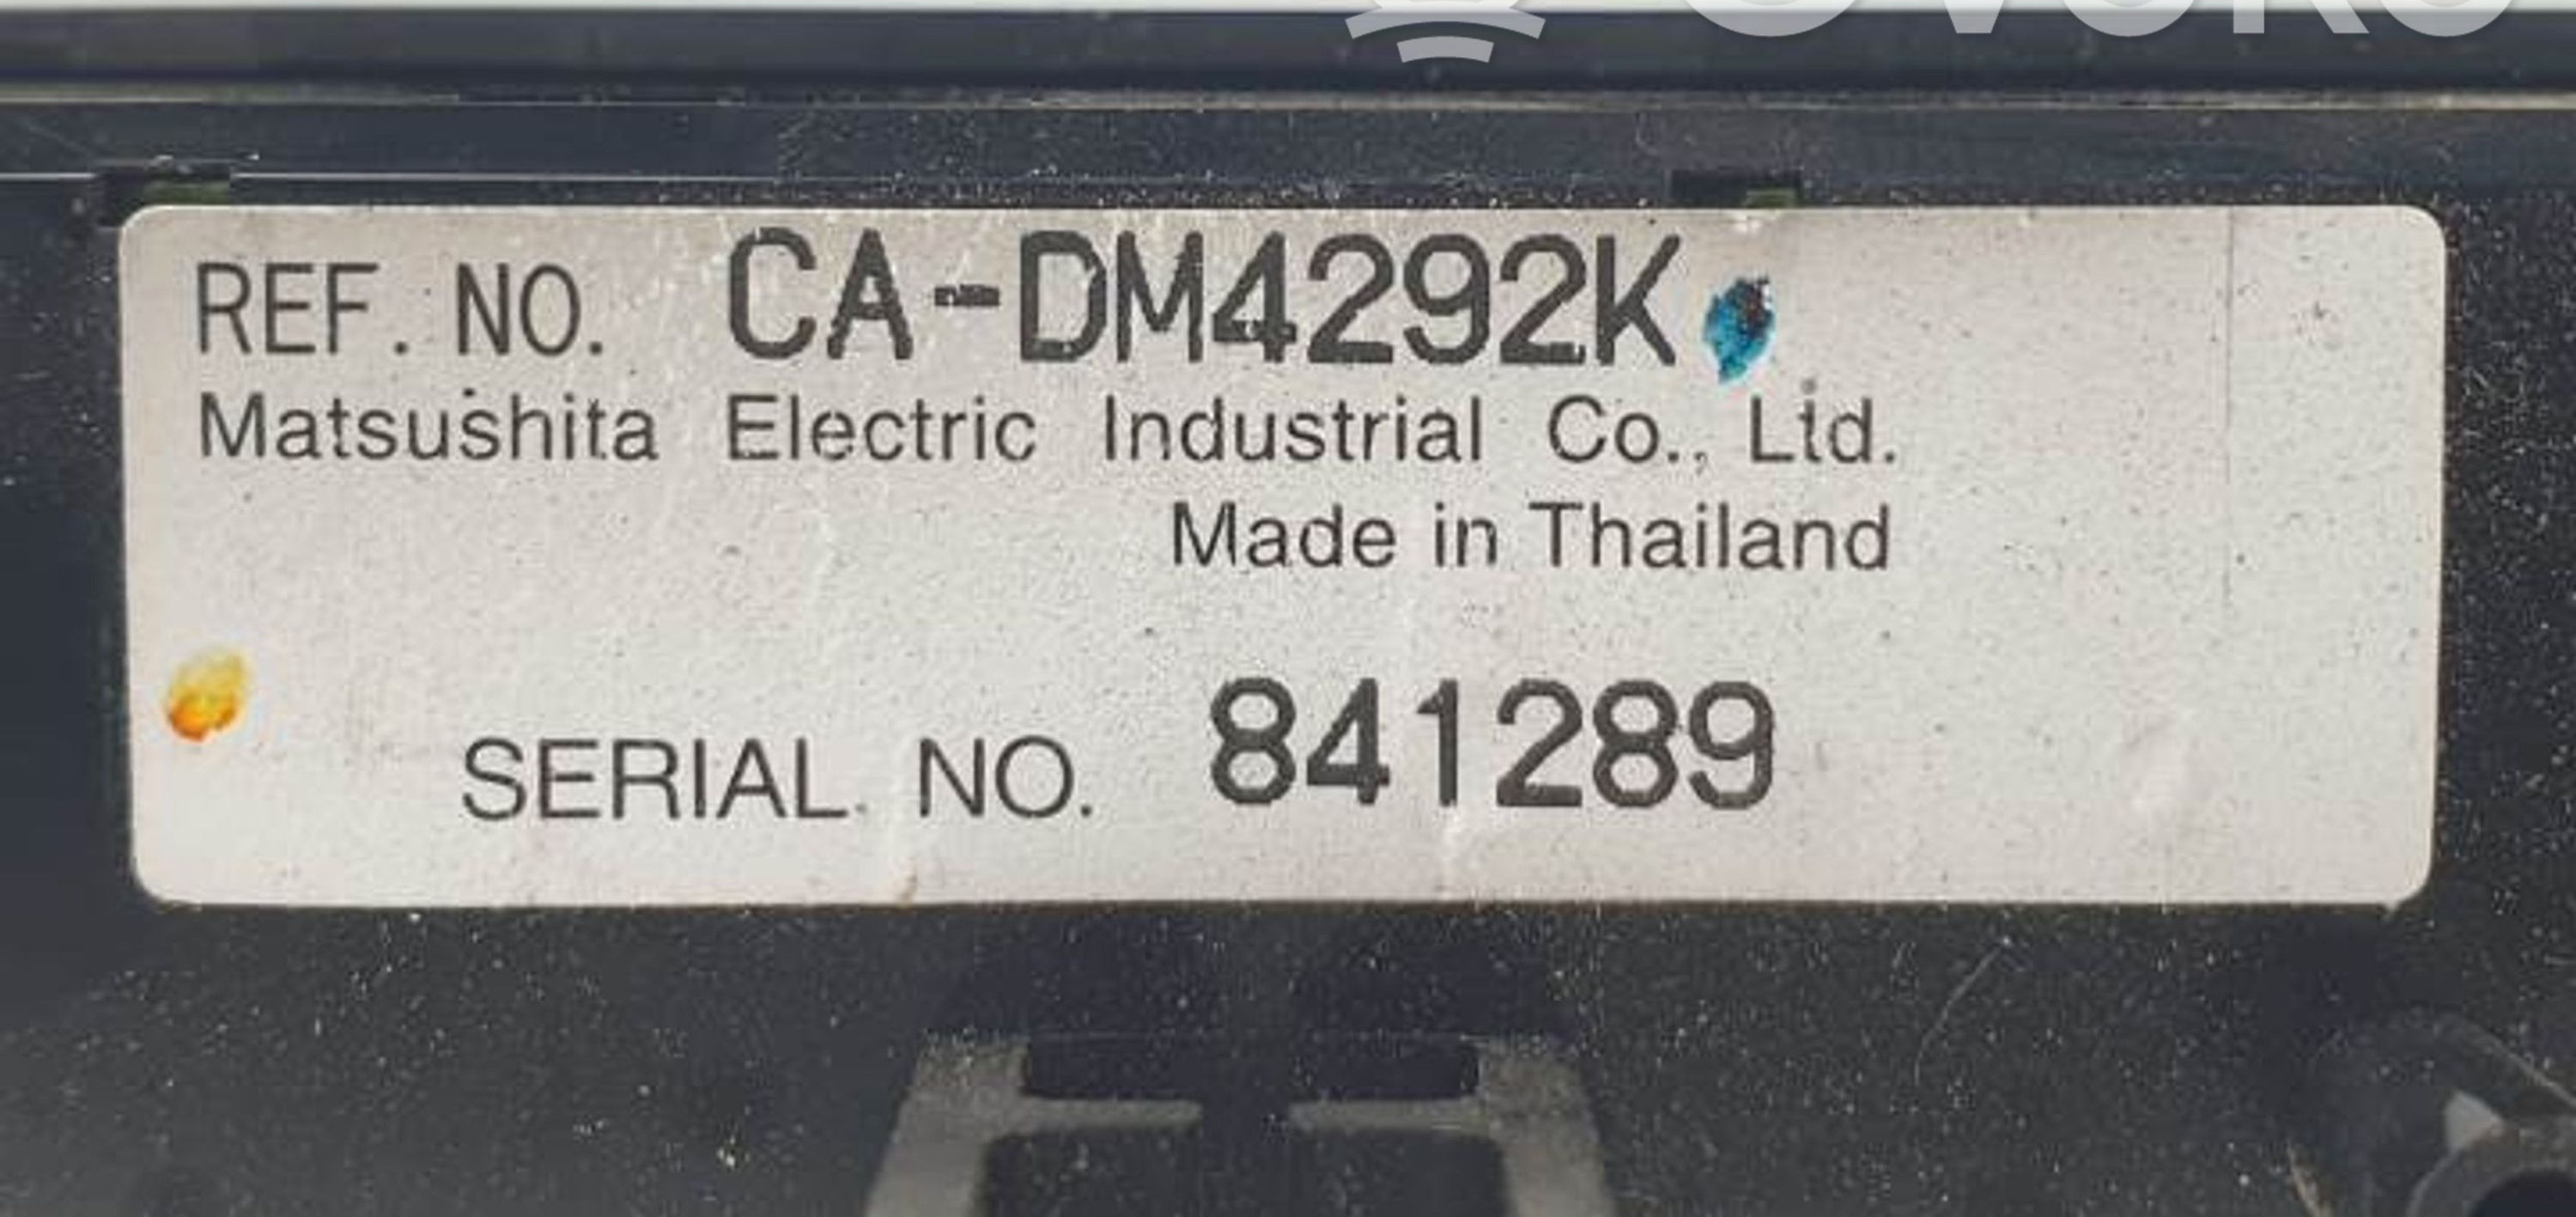 REF. NO. CA-DM4292K
Matsushita Electric Industrial Co., Ltd.
Made in Thailand
SERIAL NO. 841289